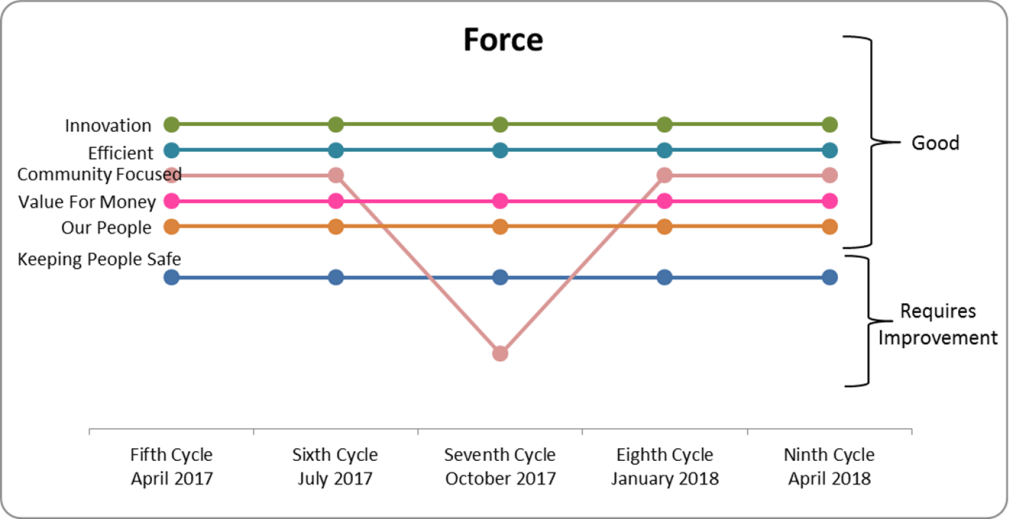 Force
Innovation
Efficient
Community Focused
Value For Money
Our People
Keeping People Safe
Good
Requires
Improvement
Fifth Cycle
April 2017
Sixth Cycle
July 2017
Seventh Cycle
October 2017
Eighth Cycle
January 2018
Ninth Cycle
April 2018